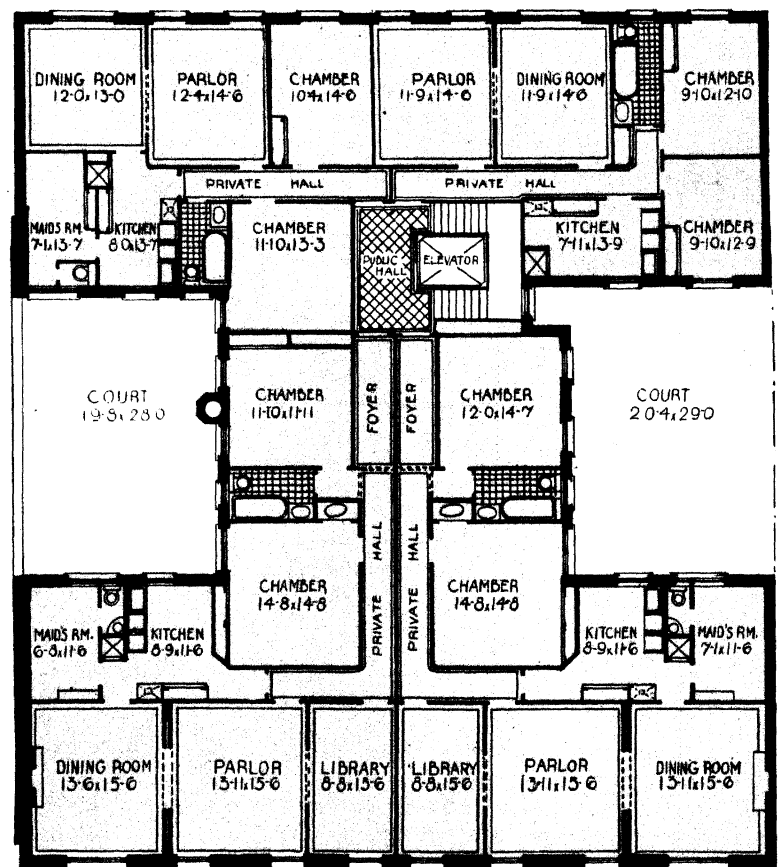 DINING ROOM
12-0x13-0
PARLOR
12-4x14-6
CHAMBER
10-4x14-6
PARLOR
11-9x14-6
DINING ROOM
11-9x14-6
CHAMBER
9-10x12-10
PRIVATE HALL
PRIVATE HALL
MAID'S RM.
7-1x13-7
KITCHEN
8-0x13-7
CHAMBER
11-10x13-3
PUBLIC
HALL
ELEVATOR
KITCHEN
7-11x13-9
CHAMBER
9-10x12-9
COURT
19-8x28-0
CHAMBER
11-10x11-11
FOYER
FOYER
CHAMBER
12-0x14-7
COURT
20-4x29-0
CHAMBER
14-8x14-8
PRIVATE HALL
PRIVATE HALL
CHAMBER
14-8x14-8
MAID'S RM.
6-8x11-6
KITCHEN
8-9x11-6
KITCHEN
8-9x11-6
MAID'S RM.
7-1x11-6
DINING ROOM
13-6x15-6
PARLOR
13-11x15-6
LIBRARY
8-8x15-6
LIBRARY
8-8x15-6
PARLOR
13-11x15-6
DINING ROOM
13-11x15-6